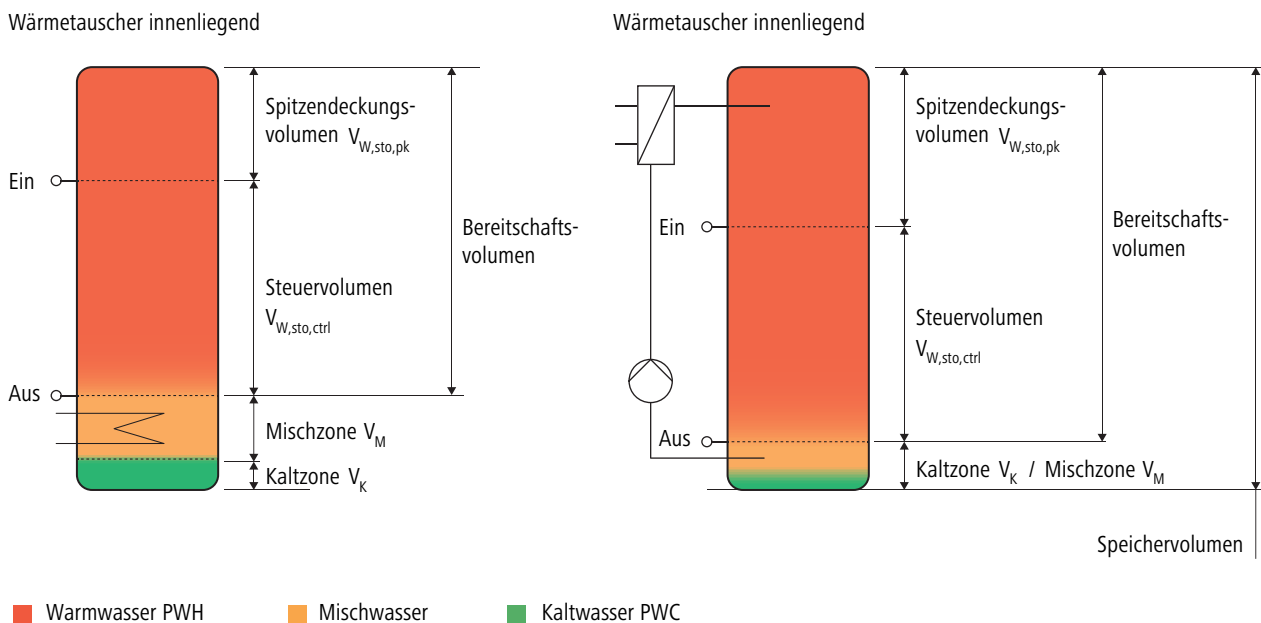 Wärmetauscher innenliegend
Spitzendeckungs-
volumen V_W,sto,pk
Ein
Bereitschafts-
volumen
Steuervolumen
V_W,sto,ctrl
Aus
Mischzone V_M
Kaltzone V_K
Wärmetauscher innenliegend
Spitzendeckungs-
volumen V_W,sto,pk
Ein
Bereitschafts-
volumen
Steuervolumen
V_W,sto,ctrl
Aus
Kaltzone V_K / Mischzone V_M
Speichervolumen
Warmwasser PWH
Mischwasser
Kaltwasser PWC